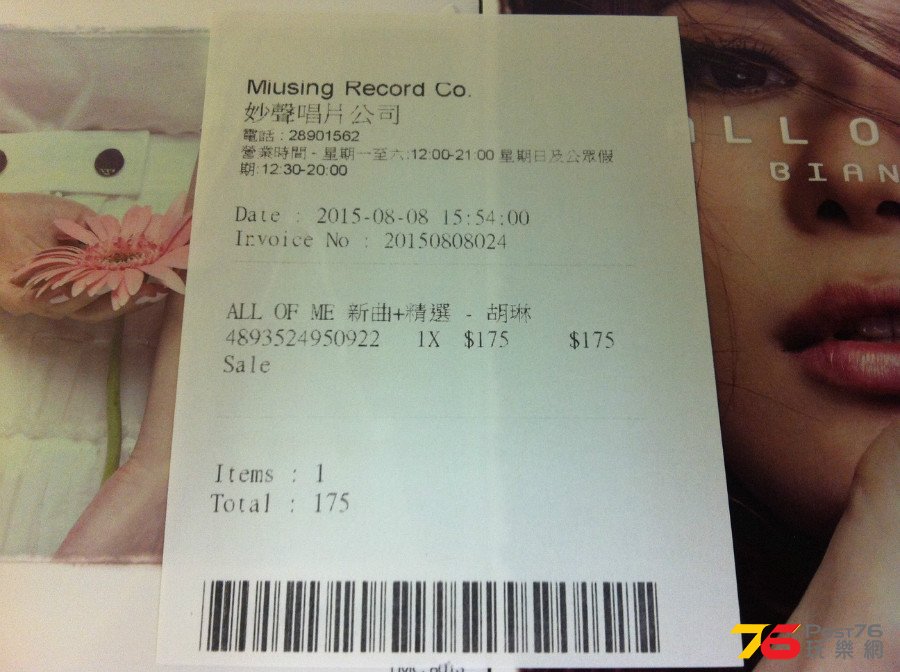 Miusing Record Co.
妙聲唱片公司
電話 : 28901562
營業時間 - 星期一至六:12:00-21:00 星期日及公眾假
期:12:30-20:00
Date : 2015-08-08 15:54:00
Invoice No : 20150808024
ALL OF ME 新曲+精選 - 胡琳
4893524950922 1X $175 $175
Sale
Items : 1
Total : 175
ALL O
BIAN
76 Post76
玩樂網